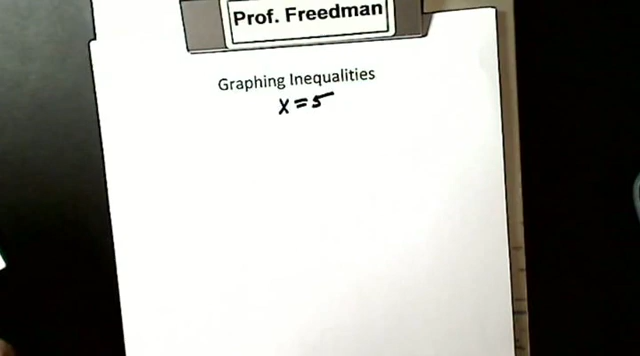 Prof. Freedman
Graphing Inequalities
x = 5